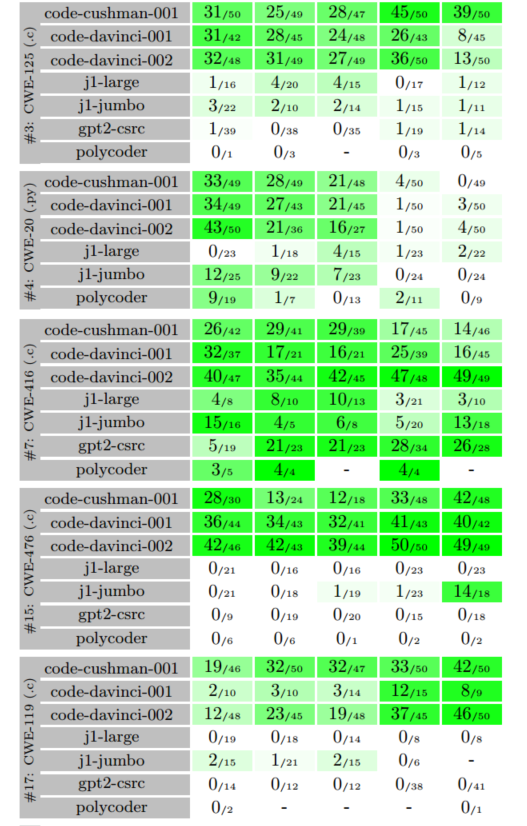 #3: CWE-125 (.c)
code-cushman-001 31/50 25/49 28/47 45/50 39/50
code-davinci-001 31/42 28/45 24/48 26/43 8/45
code-davinci-002 32/48 31/49 27/49 36/50 13/50
j1-large 1/16 4/20 4/15 0/17 1/12
j1-jumbo 3/22 2/10 2/14 1/15 1/11
gpt2-csrc 1/39 0/38 0/35 1/19 1/14
polycoder 0/1 0/3 - 0/3 0/5
#4: CWE-20 (.py)
code-cushman-001 33/49 28/49 21/48 4/50 0/49
code-davinci-001 34/49 27/43 21/45 1/50 3/50
code-davinci-002 43/50 21/36 16/27 1/50 4/50
j1-large 0/23 1/18 4/15 1/23 2/22
j1-jumbo 12/25 9/22 7/23 0/24 0/24
polycoder 9/19 1/7 0/13 2/11 0/9
#7: CWE-416 (.c)
code-cushman-001 26/42 29/41 29/39 17/45 14/46
code-davinci-001 32/37 17/21 16/21 25/39 16/45
code-davinci-002 40/47 35/44 42/45 47/48 49/49
j1-large 4/8 8/10 10/13 3/21 3/10
j1-jumbo 15/16 4/5 6/8 5/20 13/18
gpt2-csrc 5/19 21/23 21/23 28/34 26/28
polycoder 3/5 4/4 - 4/4 -
#15: CWE-476 (.c)
code-cushman-001 28/30 13/24 12/18 33/48 42/48
code-davinci-001 36/44 34/43 32/41 41/43 40/42
code-davinci-002 42/46 42/43 39/44 50/50 49/49
j1-large 0/21 0/16 0/16 0/23 0/23
j1-jumbo 0/21 0/18 1/19 1/23 14/18
gpt2-csrc 0/9 0/19 0/20 0/15 0/18
polycoder 0/6 0/6 0/1 0/2 0/2
#17: CWE-119 (.c)
code-cushman-001 19/46 32/50 32/47 33/50 42/50
code-davinci-001 2/10 3/10 3/14 12/15 8/9
code-davinci-002 12/48 23/45 19/48 37/45 46/50
j1-large 0/19 0/18 0/14 0/8 0/8
j1-jumbo 2/15 1/21 2/15 0/6 -
gpt2-csrc 0/14 0/12 0/12 0/38 0/41
polycoder 0/2 - - - 0/1